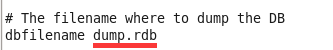 # The filename where to dump the DB
dbfilename dump.rdb